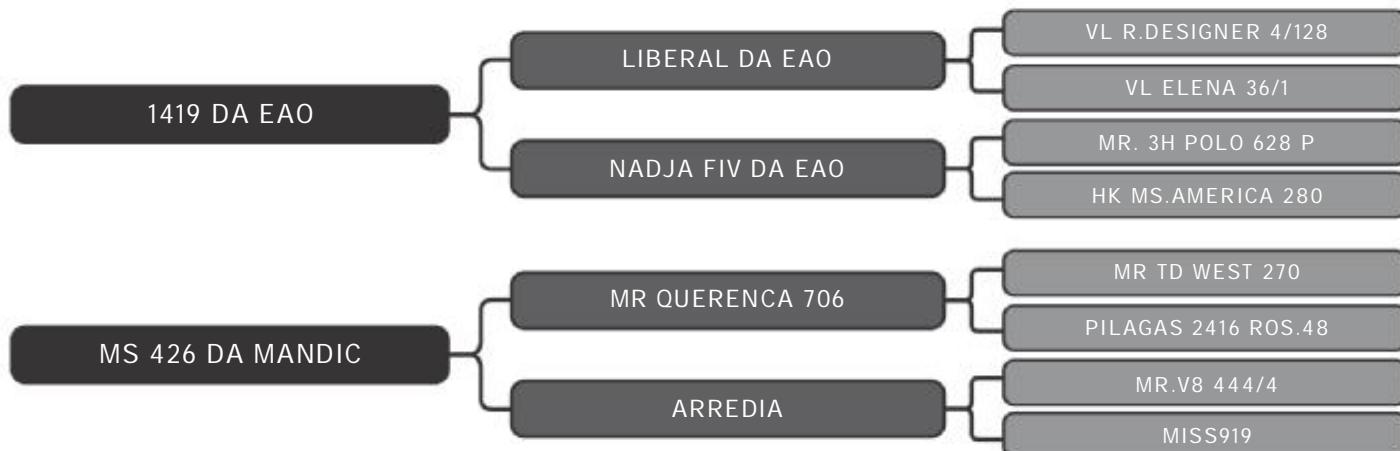 1419 DA EAO
LIBERAL DA EAO
VL R.DESIGNER 4/128
VL ELENA 36/1
NADJA FIV DA EAO
MR. 3H POLO 628 P
HK MS.AMERICA 280
MS 426 DA MANDIC
MR QUERENCA 706
MR TD WEST 270
PILAGAS 2416 ROS.48
ARREDIA
MR.V8 444/4
MISS919